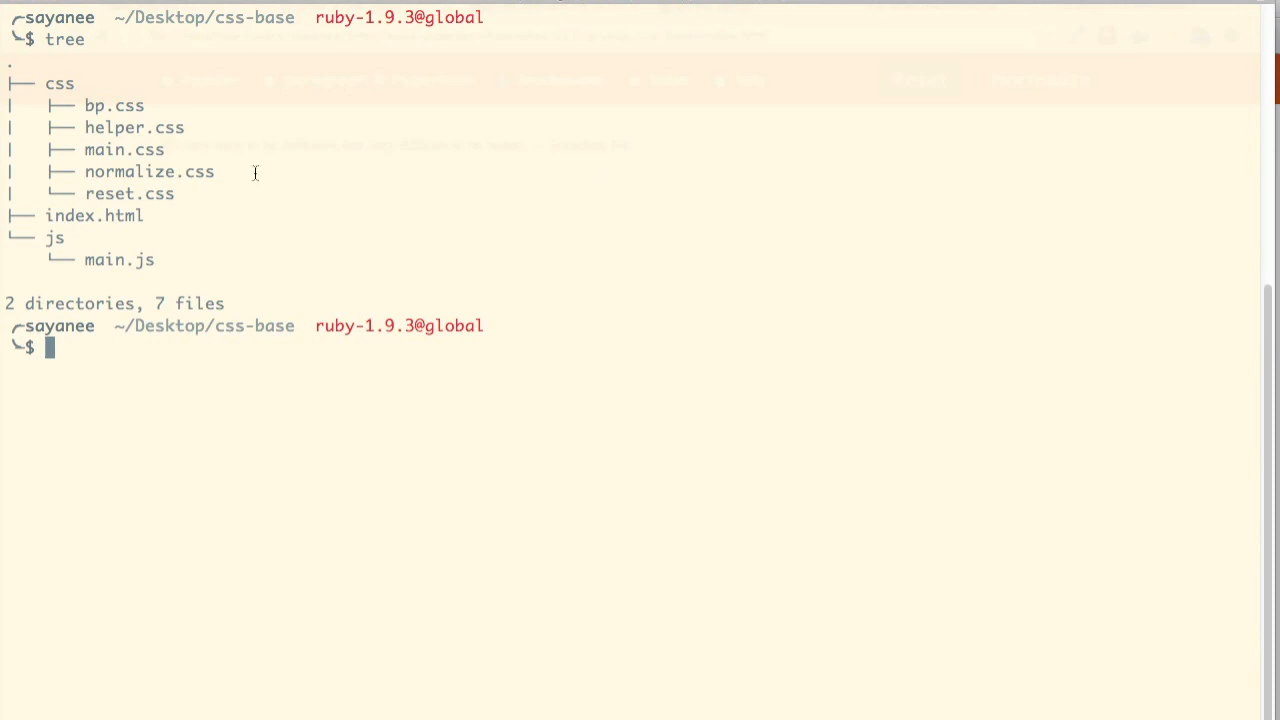 ╭sayanee ~/Desktop/css-base ruby-1.9.3@global
╰$ tree
.
├── css
│   ├── bp.css
│   ├── helper.css
│   ├── main.css
│   ├── normalize.css
│   └── reset.css
├── index.html
└── js
    └── main.js
2 directories, 7 files
╭sayanee ~/Desktop/css-base ruby-1.9.3@global
╰$